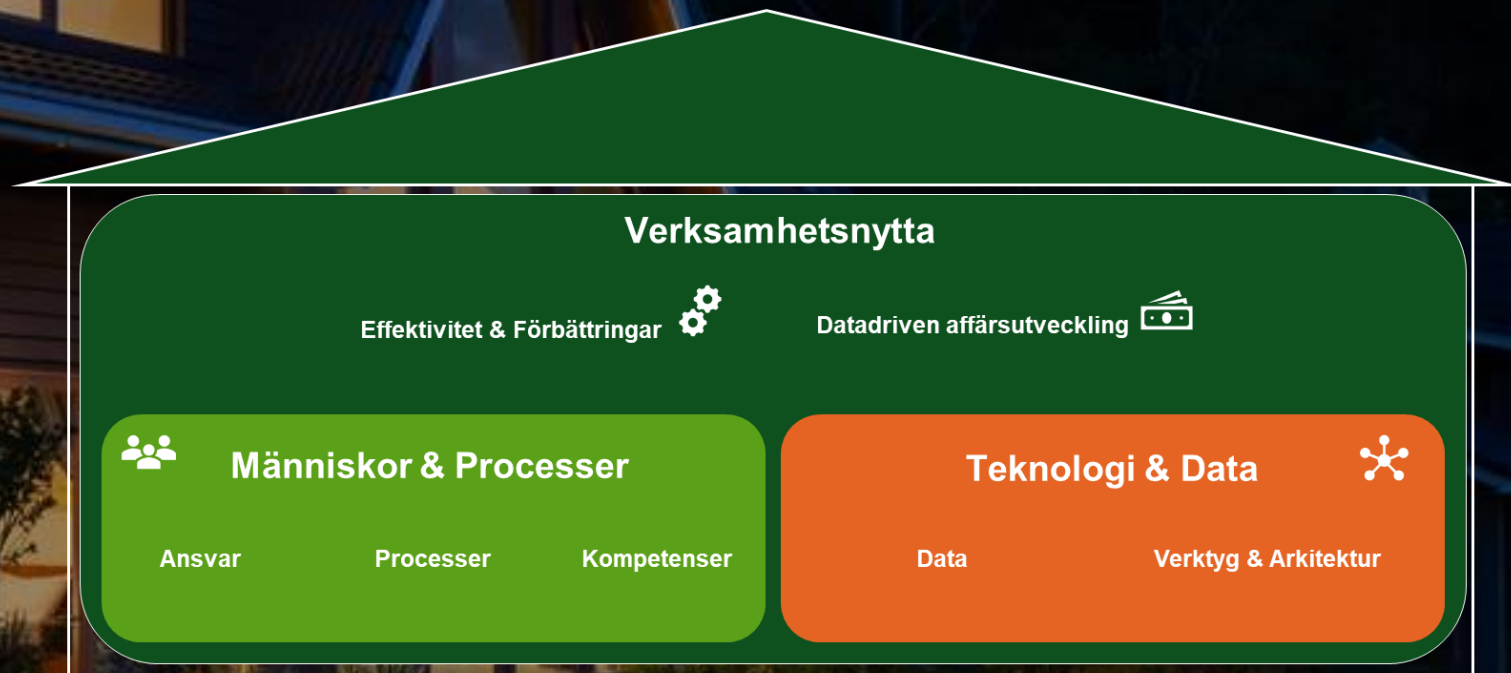 Verksamhetsnytta
Effektivitet & Förbättringar
Datadriven affärsutveckling
Människor & Processer
Teknologi & Data
Ansvar
Processer
Kompetenser
Data
Verktyg & Arkitektur